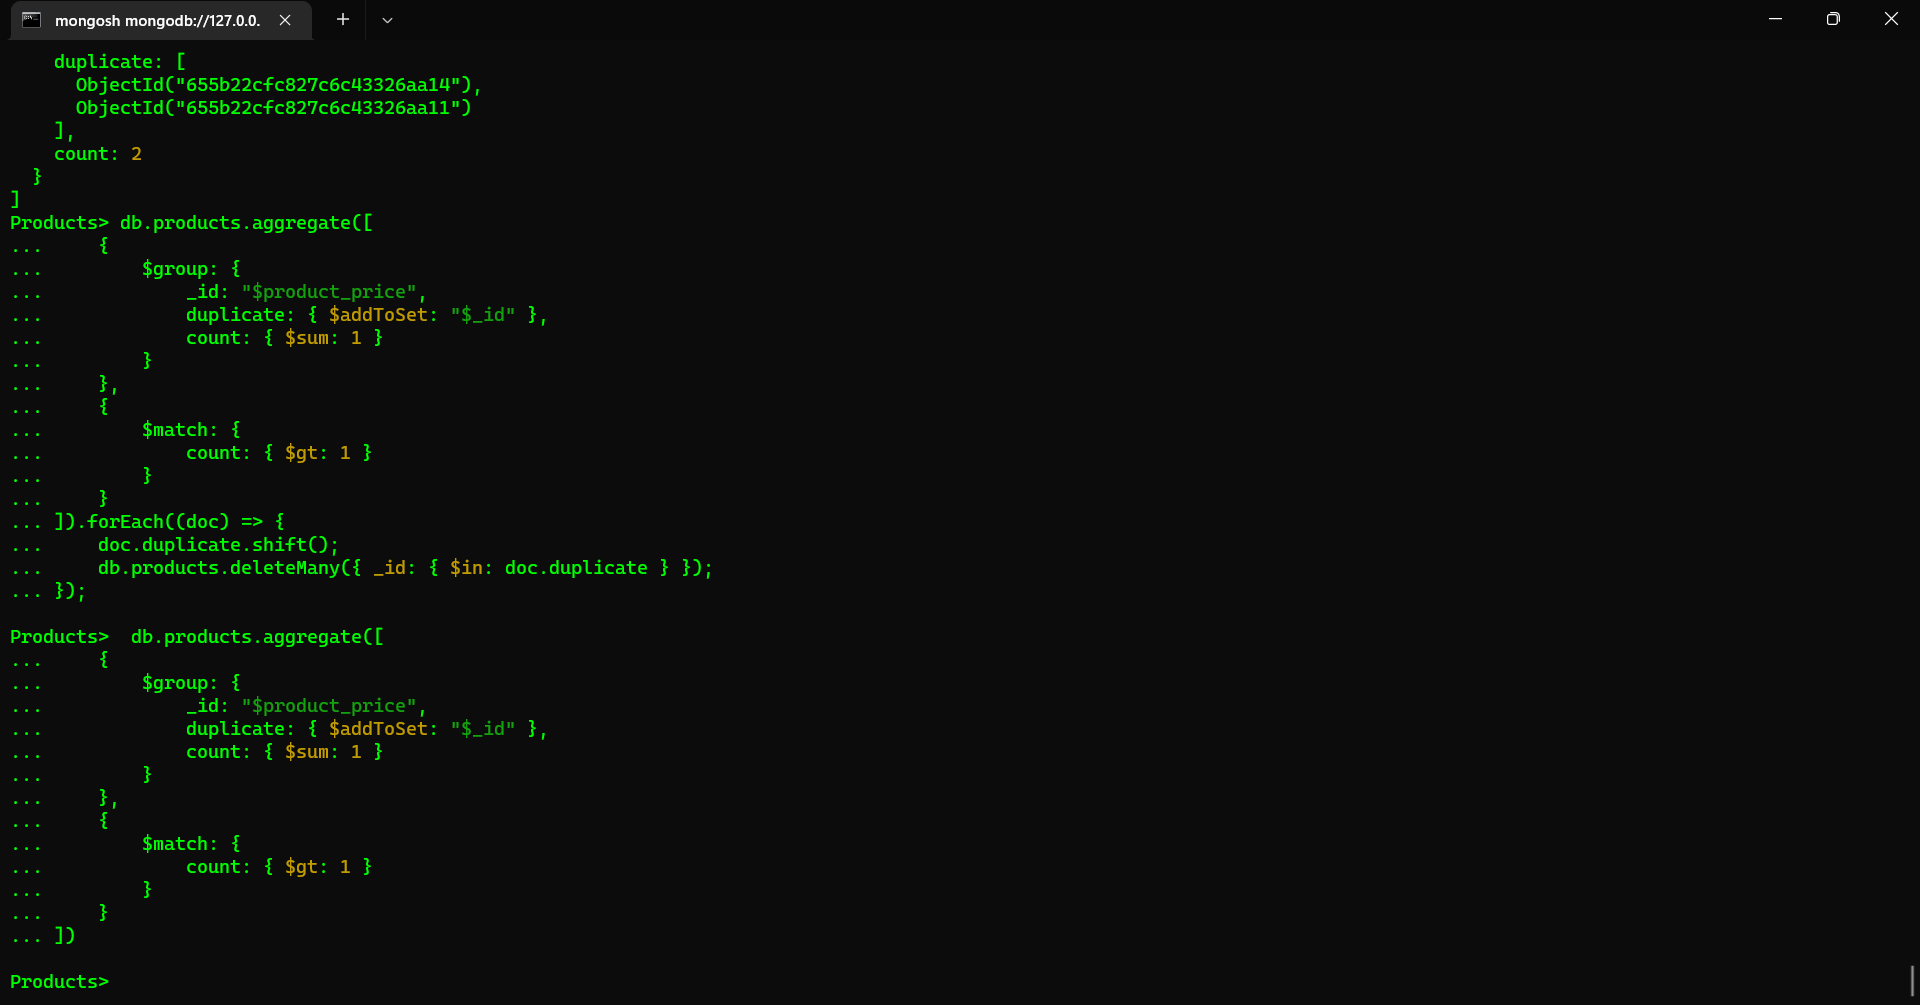 mongosh mongodb://127.0.0.
    duplicate: [
      ObjectId("655b22cfc827c6c43326aa14"),
      ObjectId("655b22cfc827c6c43326aa11")
    ],
    count: 2
  }
]
Products> db.products.aggregate([
...     {
...         $group: {
...             _id: "$product_price",
...             duplicate: { $addToSet: "$_id" },
...             count: { $sum: 1 }
...         }
...     },
...     {
...         $match: {
...             count: { $gt: 1 }
...         }
...     }
... ]).forEach((doc) => {
...     doc.duplicate.shift();
...     db.products.deleteMany({ _id: { $in: doc.duplicate } });
... });
Products>  db.products.aggregate([
...     {
...         $group: {
...             _id: "$product_price",
...             duplicate: { $addToSet: "$_id" },
...             count: { $sum: 1 }
...         }
...     },
...     {
...         $match: {
...             count: { $gt: 1 }
...         }
...     }
... ])
Products>